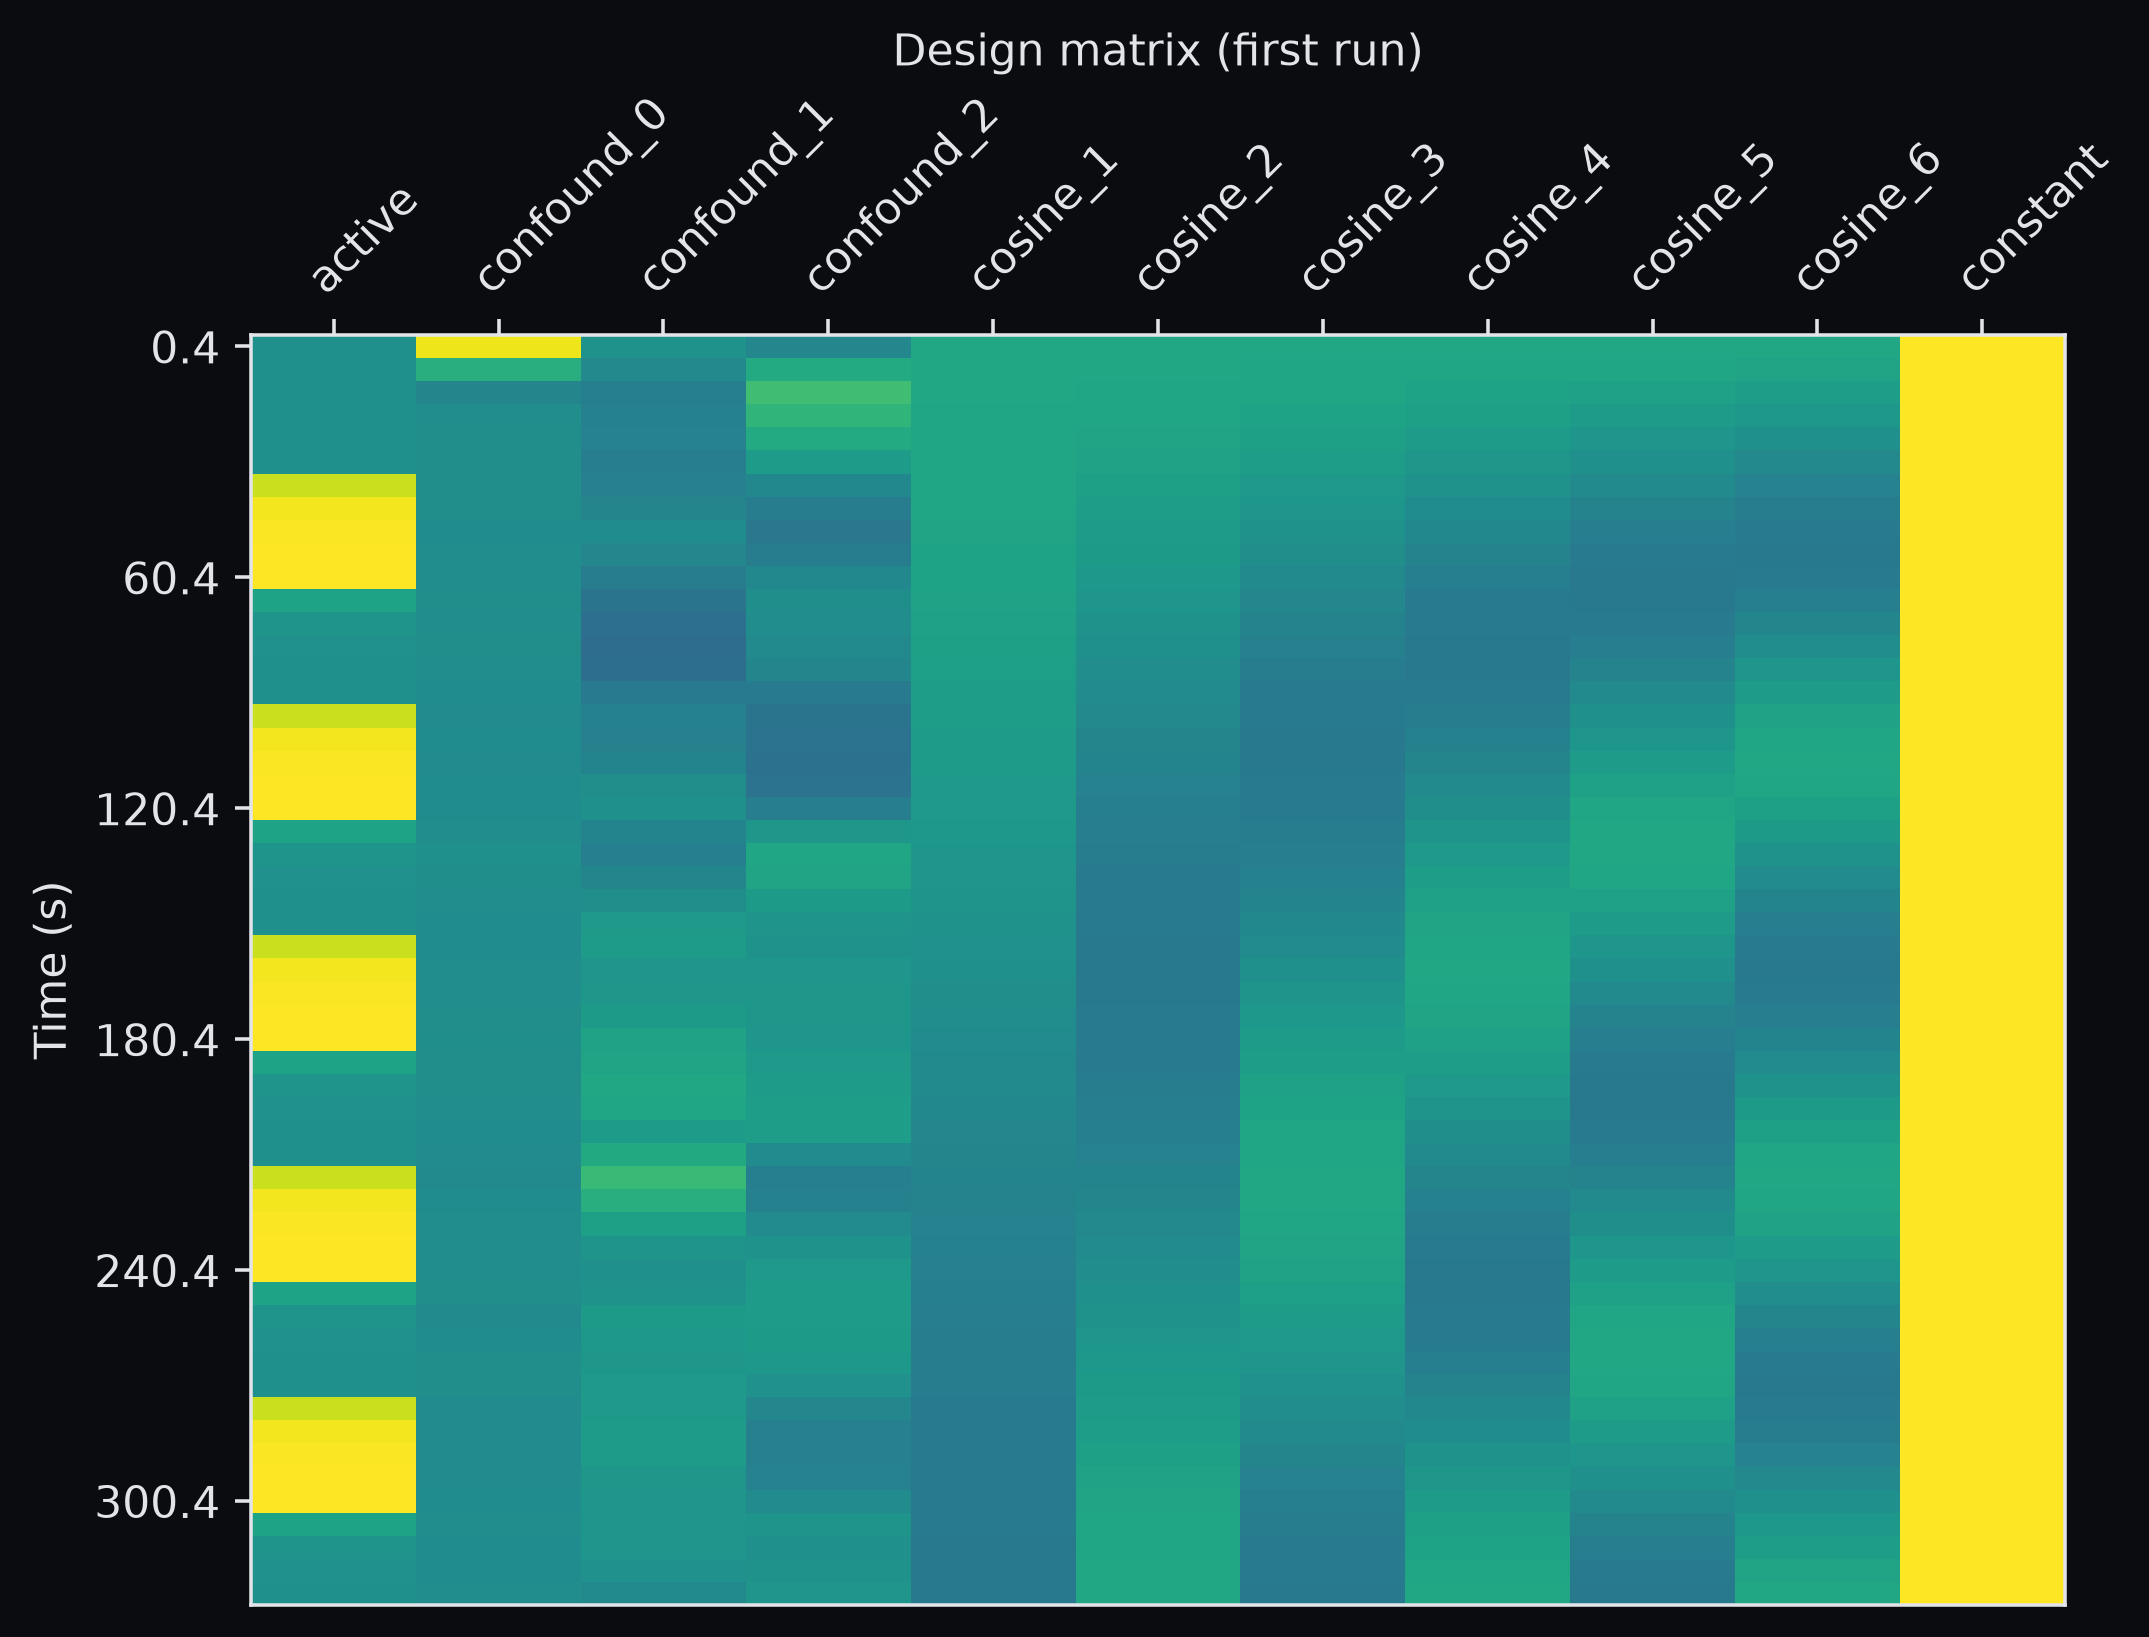 Design matrix (first run)
active
confound_0
confound_1
confound_2
cosine_1
cosine_2
cosine_3
cosine_4
cosine_5
cosine_6
constant
Time (s)
0.4
60.4
120.4
180.4
240.4
300.4